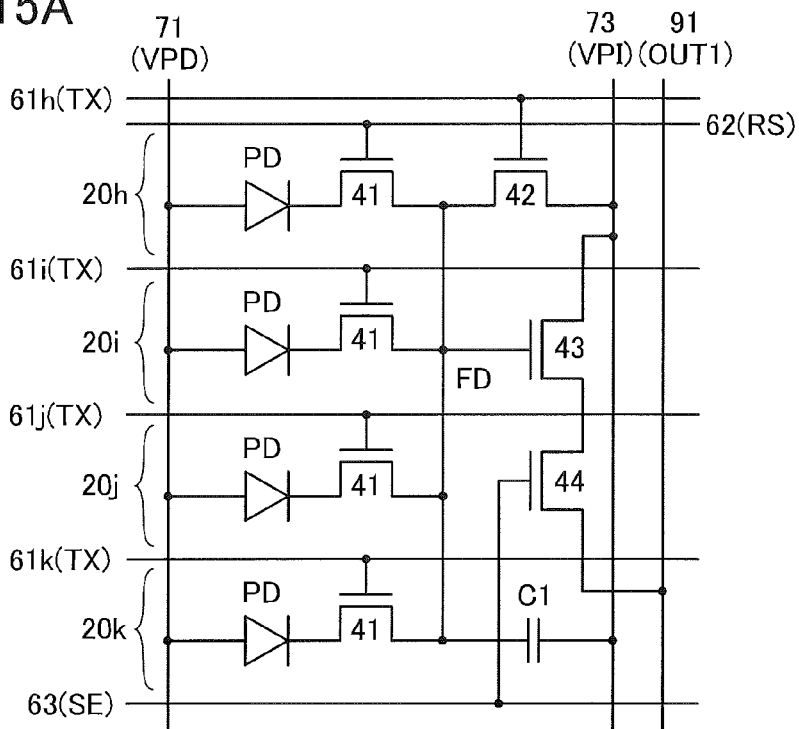 15A
71
(VPD)
73
(VPI)
91
(OUT1)
61h(TX)
62(RS)
20h
PD
41
42
61i(TX)
20i
PD
41
FD
43
61j(TX)
20j
PD
41
44
61k(TX)
20k
PD
41
C1
63(SE)